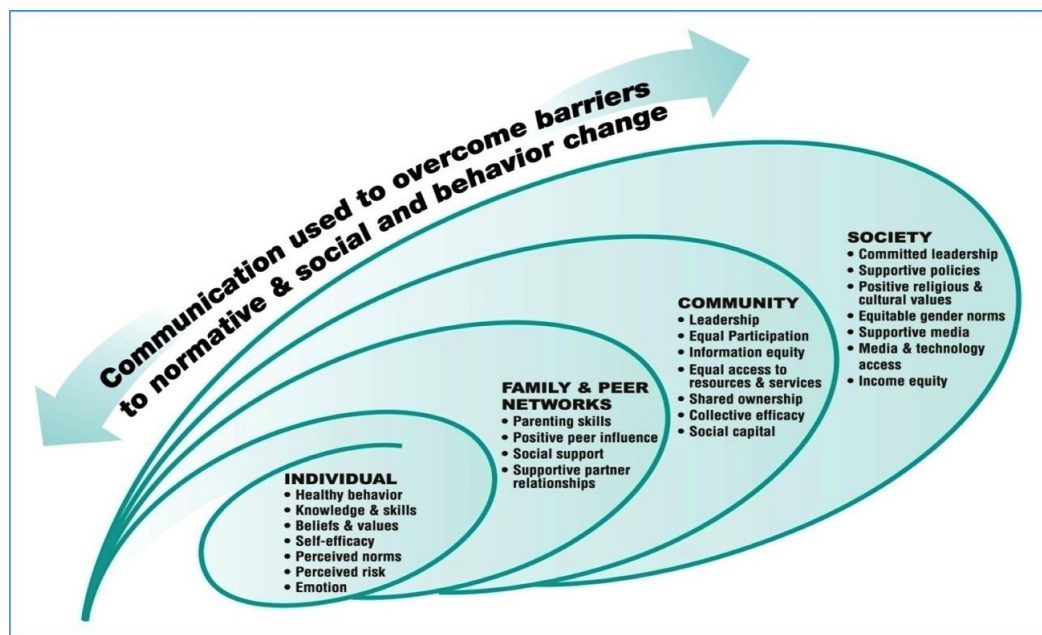 Communication used to overcome barriers
to normative & social and behavior change
INDIVIDUAL
• Healthy behavior
• Knowledge & skills
• Beliefs & values
• Self-efficacy
• Perceived norms
• Perceived risk
• Emotion
FAMILY & PEER
NETWORKS
• Parenting skills
• Positive peer influence
• Social support
• Supportive partner
relationships
COMMUNITY
• Leadership
• Equal Participation
• Information equity
• Equal access to
resources & services
• Shared ownership
• Collective efficacy
• Social capital
SOCIETY
• Committed leadership
• Supportive policies
• Positive religious &
cultural values
• Equitable gender norms
• Supportive media
• Media & technology
access
• Income equity